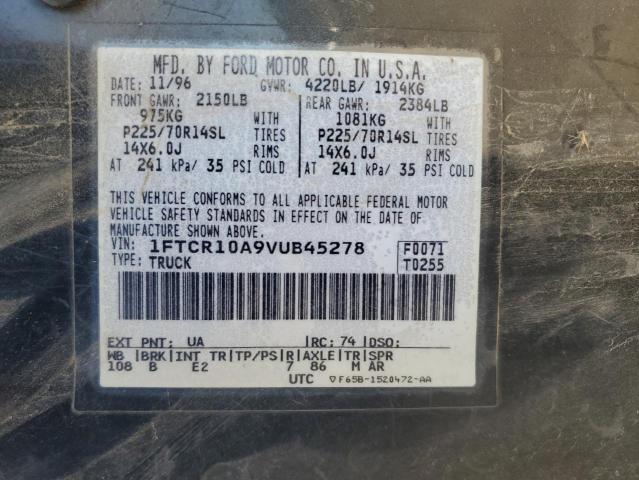 MFD. BY FORD MOTOR CO. IN U.S.A.
DATE: 11/96 GVWR: 4220LB/ 1914KG
FRONT GAWR: 2150LB REAR GAWR: 2384LB
975KG WITH 1081KG WITH
P225/70R14SL TIRES P225/70R14SL TIRES
14X6.0J RIMS 14X6.0J RIMS
AT 241 kPa/ 35 PSI COLD AT 241 kPa/ 35 PSI COLD
THIS VEHICLE CONFORMS TO ALL APPLICABLE FEDERAL MOTOR
VEHICLE SAFETY STANDARDS IN EFFECT ON THE DATE OF
MANUFACTURE SHOWN ABOVE.
VIN: 1FTCR10A9VUB45278 F0071
TYPE: TRUCK T0255
EXT PNT: UA RC: 74 DSO:
WB BRK INT TR TP/PS R AXLE TR SPR
108 B E2 7 86 M AR
UTC ▽F65B-1520472-AA